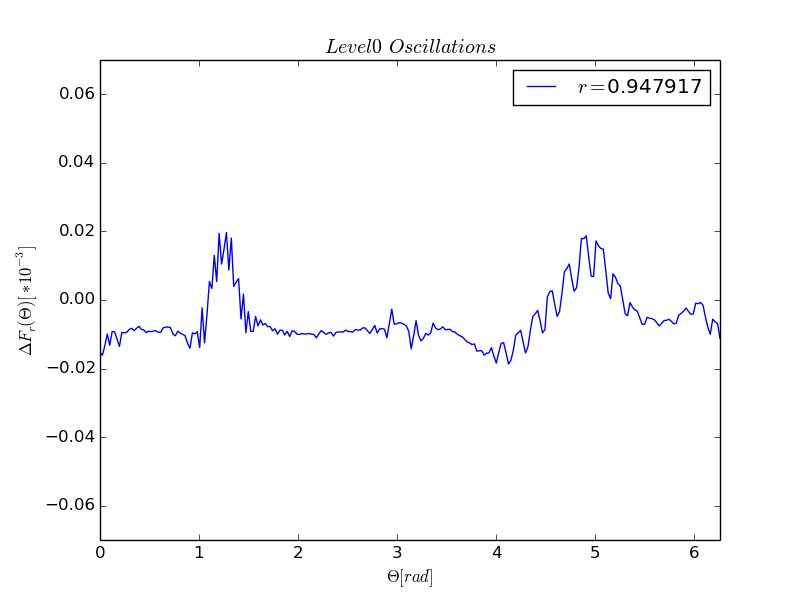 Level0 Oscillations
r=0.947917
0.06
0.04
0.02
0.00
−0.02
−0.04
−0.06
ΔF_r(Θ)[*10^{-3}]
0 1 2 3 4 5 6
Θ[rad]